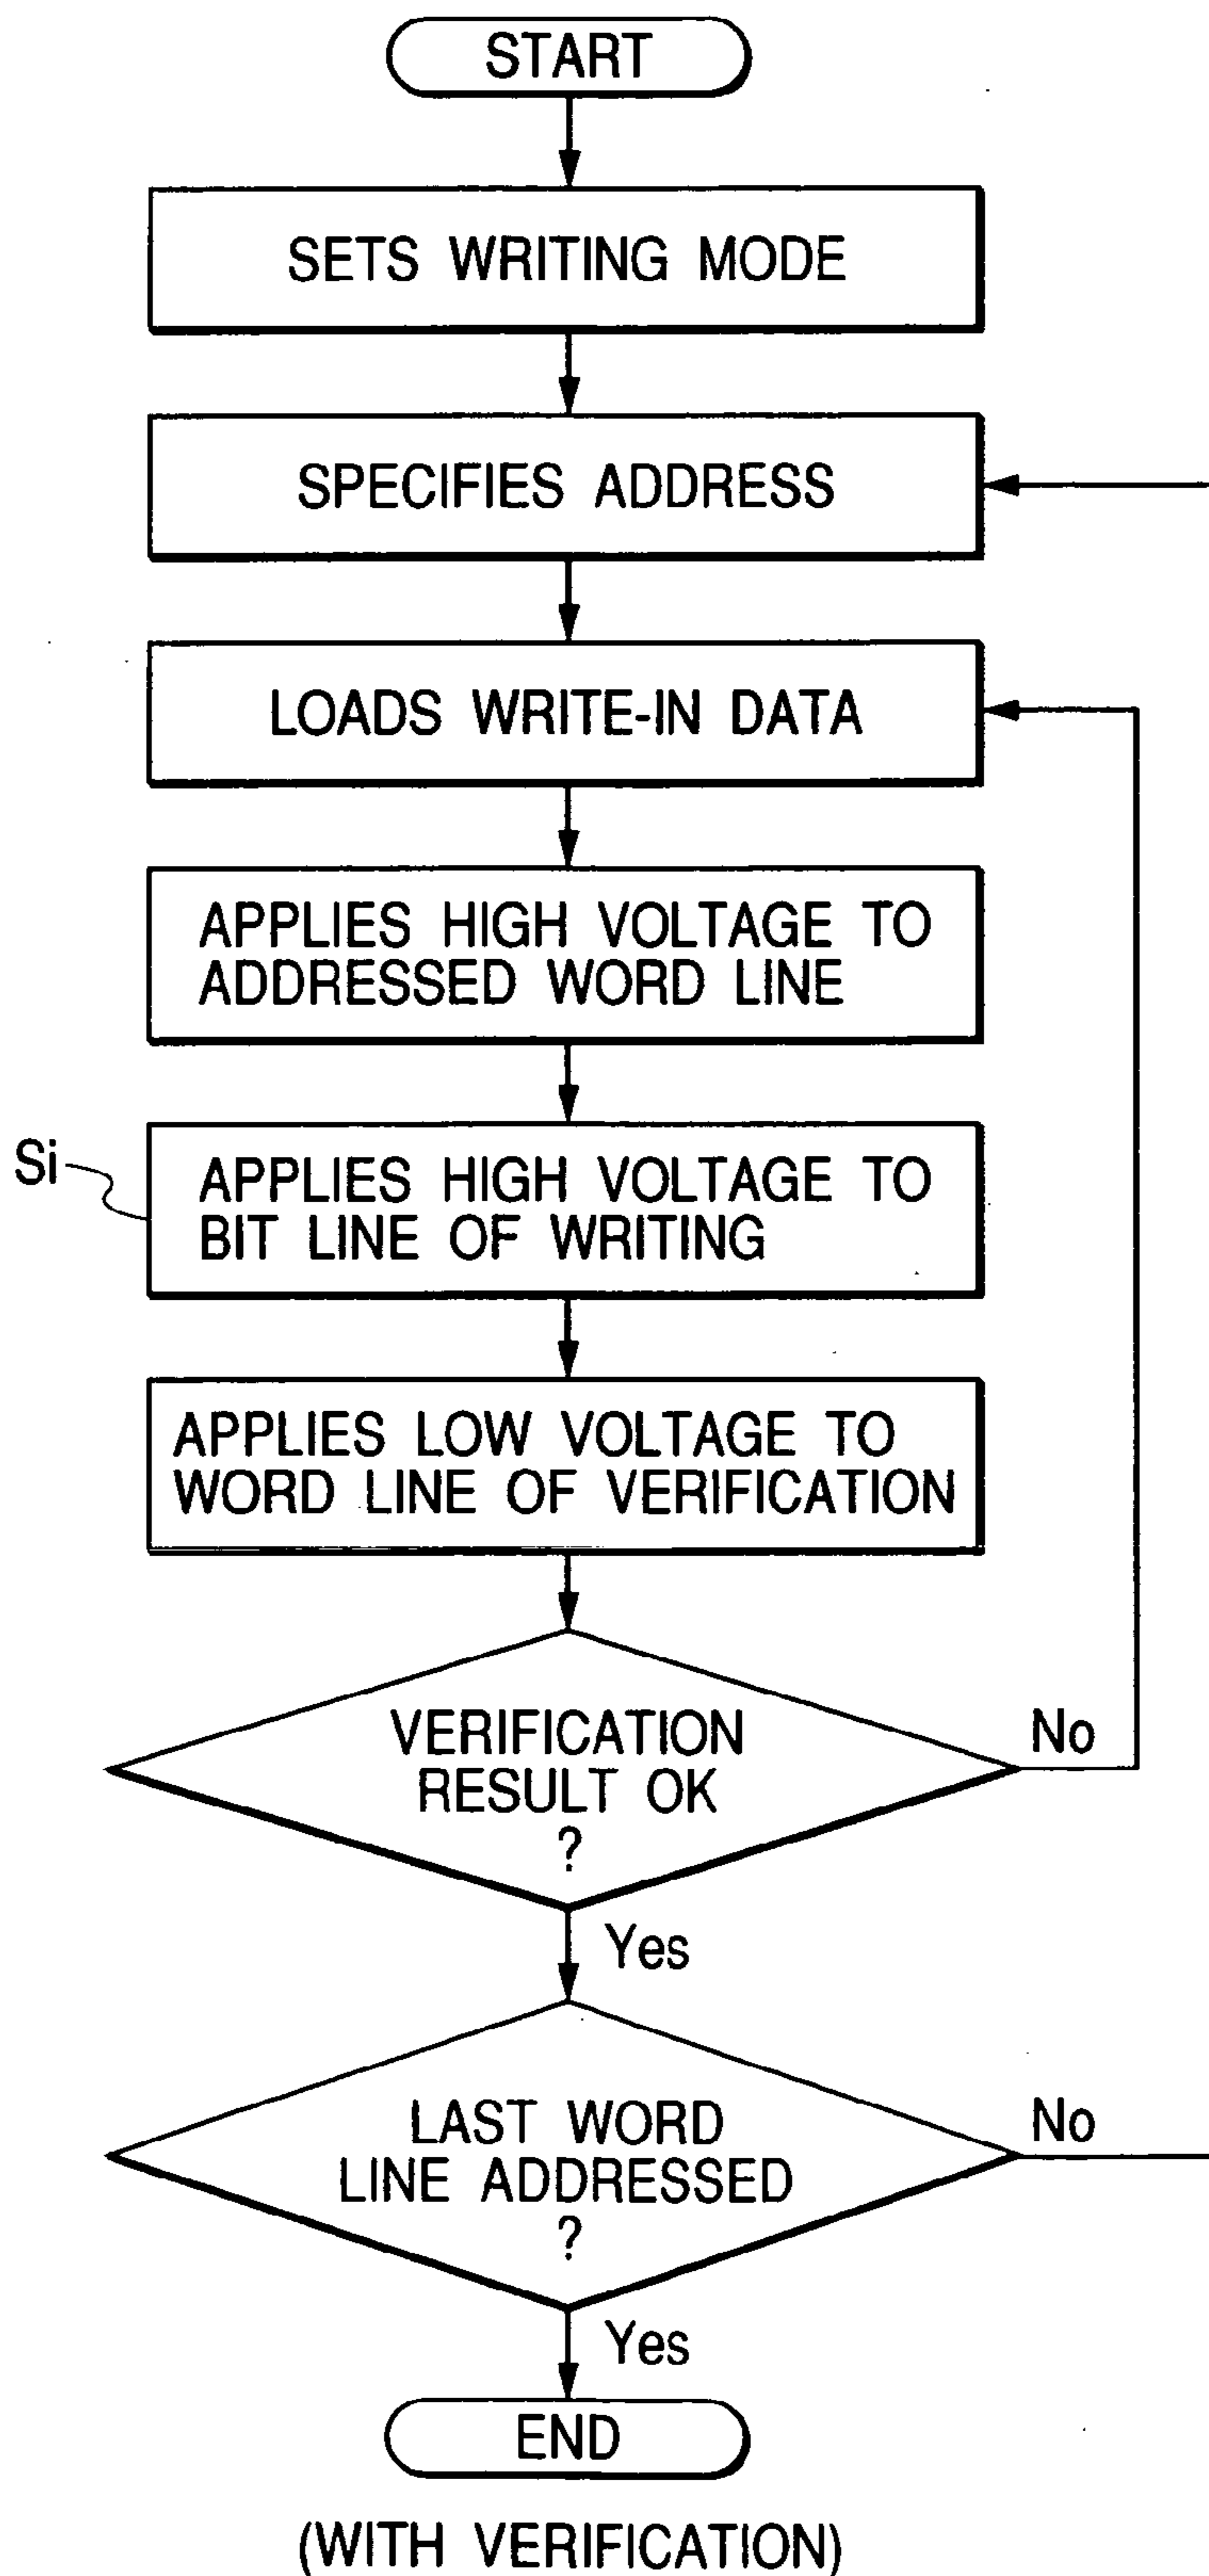 START
SETS WRITING MODE
SPECIFIES ADDRESS
LOADS WRITE-IN DATA
APPLIES HIGH VOLTAGE TO
ADDRESSED WORD LINE
Si
APPLIES HIGH VOLTAGE TO
BIT LINE OF WRITING
APPLIES LOW VOLTAGE TO
WORD LINE OF VERIFICATION
VERIFICATION
RESULT OK
?
No
Yes
LAST WORD
LINE ADDRESSED
?
No
Yes
END
(WITH VERIFICATION)